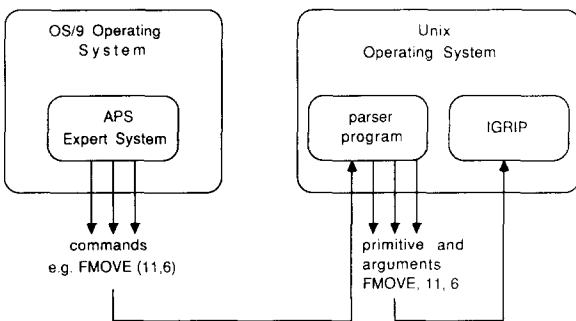 OS/9 Operating
System
APS
Expert System
commands
e.g. FMOVE (11,6)
Unix
Operating System
parser
program
IGRIP
primitive and
arguments
FMOVE, 11, 6